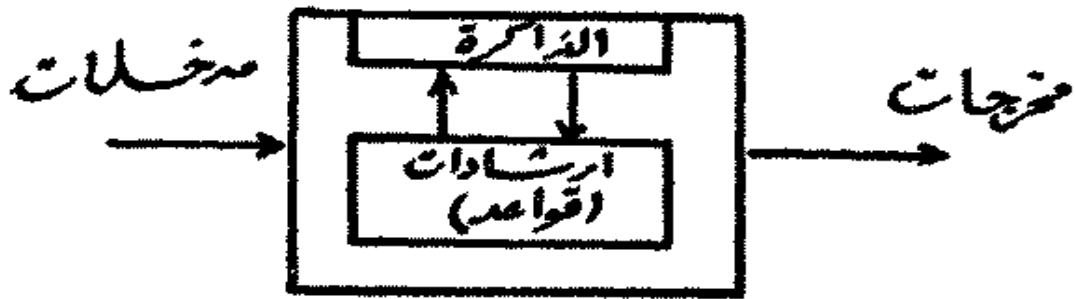 الذاكرة
مدخلات
مخرجات
ارشادات
(قواعد)